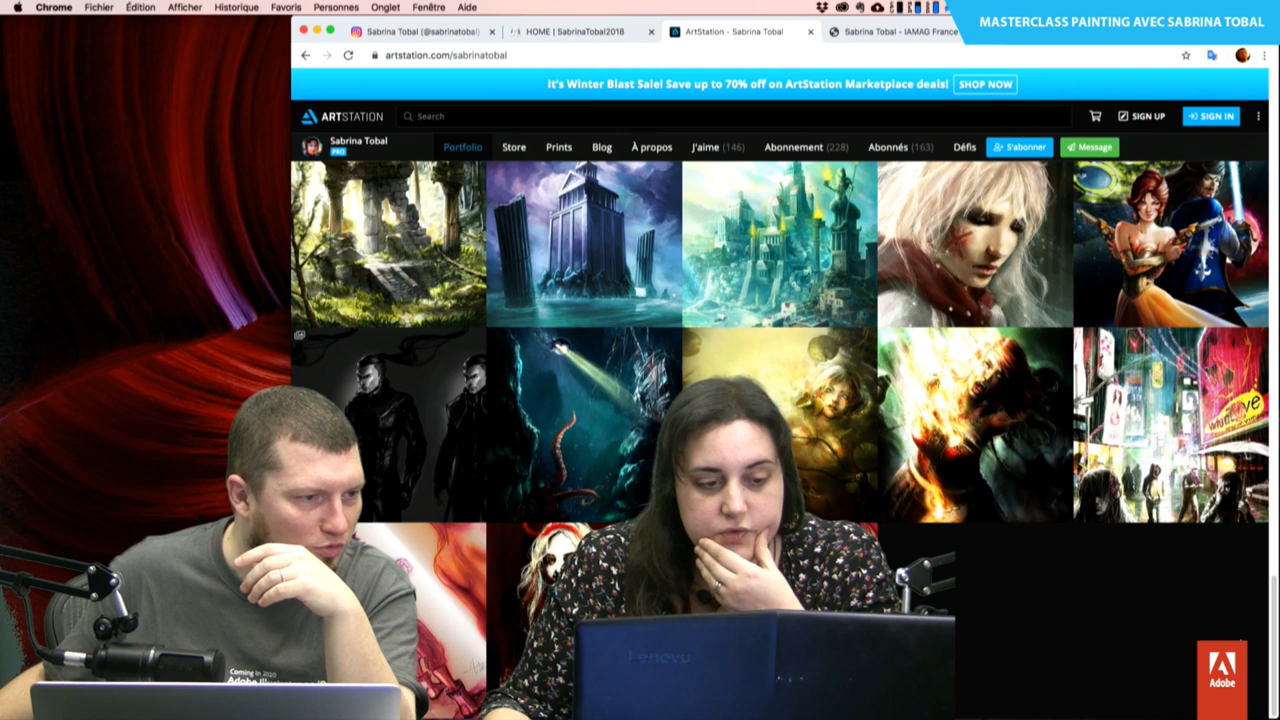 Chrome Fichier Édition Afficher Historique Favoris Personnes Onglet Fenêtre Aide
MASTERCLASS PAINTING AVEC SABRINA TOBAL
Sabrina Tobal (@sabrinatobal)
HOME | SabrinaTobal2018
ArtStation - Sabrina Tobal
Sabrina Tobal - IAMAG France
artstation.com/sabrinatobal
It's Winter Blast Sale! Save up to 70% off on ArtStation Marketplace deals! SHOP NOW
ARTSTATION Search SIGN UP SIGN IN
Sabrina Tobal
PRO
Portfolio Store Prints Blog À propos J'aime (146) Abonnement (228) Abonnés (163) Défis S'abonner Message
Lenovo
Coming in 2020
Adobe
Adobe